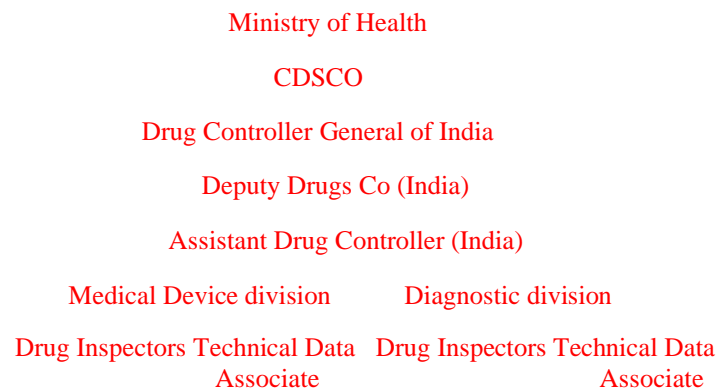 Ministry of Health
CDSCO
Drug Controller General of India
Deputy Drugs Co (India)
Assistant Drug Controller (India)
Medical Device division Diagnostic division
Drug Inspectors Technical Data Drug Inspectors Technical Data
Associate Associate